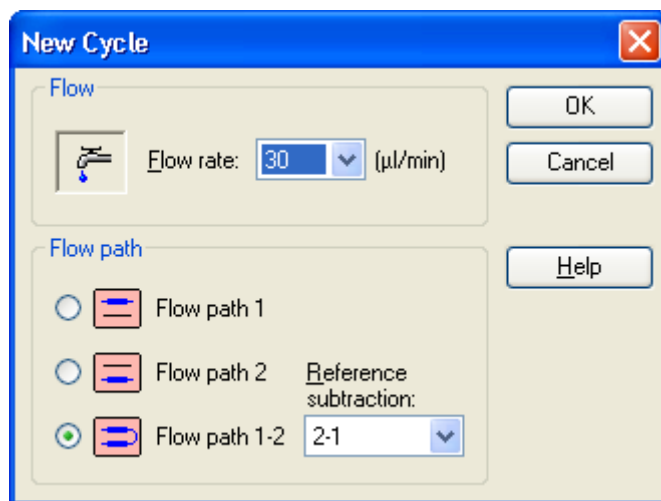 New Cycle
Flow
Flow rate: 30 (µl/min)
OK
Cancel
Flow path
Help
Flow path 1
Flow path 2
Reference
subtraction:
Flow path 1-2
2-1